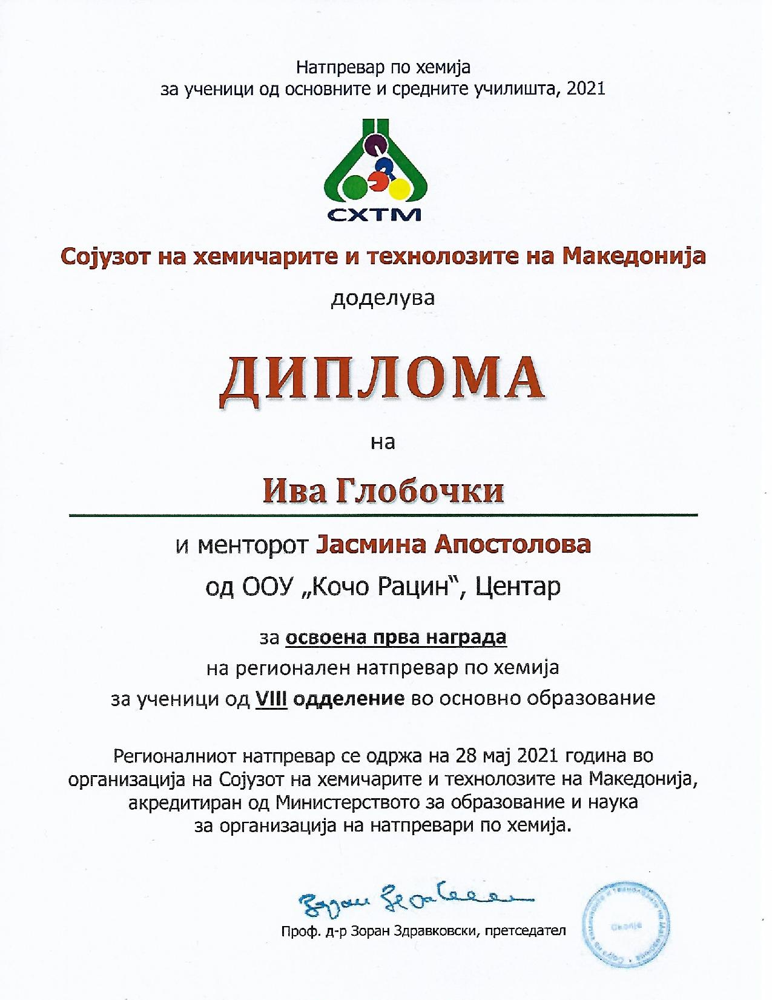 Натпревар по хемија
за ученици од основните и средните училишта, 2021
СХТМ
Сојузот на хемичарите и технолозите на Македонија
доделува
ДИПЛОМА
на
Ива Глобочки
и менторот Јасмина Апостолова
од ООУ „Кочо Рацин‟, Центар
за освоена прва награда
на регионален натпревар по хемија
за ученици од VIII одделение во основно образование
Регионалниот натпревар се одржа на 28 мај 2021 година во
организација на Сојузот на хемичарите и технолозите на Македонија,
акредитиран од Министерството за образование и наука
за организација на натпревари по хемија.
Проф. д-р Зоран Здравковски, претседател
Скопје